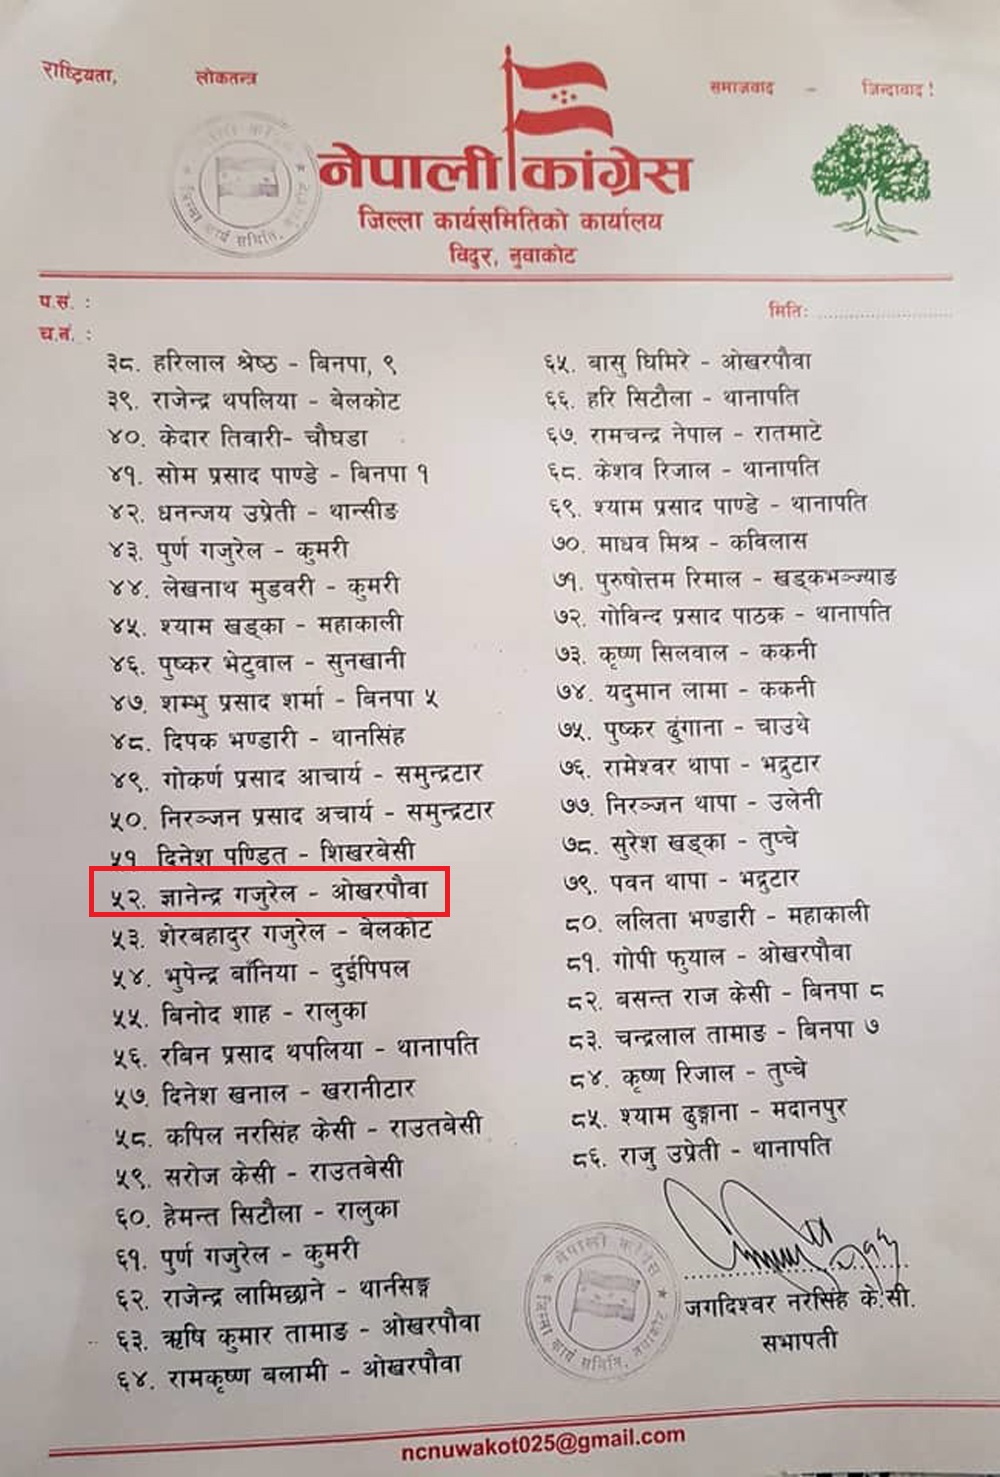 राष्ट्रियता, लोकतन्त्र समाजवाद - जिन्दावाद !
नेपाली कांग्रेस
जिल्ला कार्यसमितिको कार्यालय
विदुर, नुवाकोट
प.सं. :
मितिः ........................
च.नं. :
३८. हरिलाल श्रेष्ठ - बिनपा, ९
३९. राजेन्द्र थपलिया - बेलकोट
४०. केदार तिवारी- चौघडा
४१. सोम प्रसाद पाण्डे - बिनपा १
४२. धनन्जय उप्रेती - थान्सीङ
४३. पुर्ण गजुरेल - कुमरी
४४. लेखनाथ मुडवरी - कुमरी
४५. श्याम खड्का - महाकाली
४६. पुष्कर भेटुवाल - सुनखानी
४७. शम्भु प्रसाद शर्मा - बिनपा ५
४८. दिपक भण्डारी - थानसिंह
४९. गोकर्ण प्रसाद आचार्य - समुन्द्रटार
५०. निरञ्जन प्रसाद अचार्य - समुन्द्रटार
५१ दिनेश पण्डित - शिखरबेसी
५२. ज्ञानेन्द्र गजुरेल - ओखरपौवा
५३. शेरबहादुर गजुरेल - बेलकोट
५४. भुपेन्द्र बाँनिया - दुईपिपल
५५. बिनोद शाह - रालुका
५६. रबिन प्रसाद थपलिया - थानापति
५७. दिनेश खनाल - खरानीटार
५८. कपिल नरसिंह केसी - राउतबेसी
५९. सरोज केसी - राउतबेसी
६०. हेमन्त सिटौला - रालुका
६१. पुर्ण गजुरेल - कुमरी
६२. राजेन्द्र लामिछाने - थानसिङ्ग
६३. ऋषि कुमार तामाङ - ओखरपौवा
६४. रामकृष्ण बलामी - ओखरपौवा
६५. बासु घिमिरे - ओखरपौवा
६६. हरि सिटौला - थानापति
६७. रामचन्द्र नेपाल - रातमाटे
६८. केशव रिजाल - थानापति
६९. श्याम प्रसाद पाण्डे - थानापति
७०. माधव मिश्र - कविलास
७१. पुरुषोत्तम रिमाल - खड्कभञ्ज्याङ
७२. गोविन्द प्रसाद पाठक - थानापति
७३. कृष्ण सिलवाल - ककनी
७४. यदुमान लामा - ककनी
७५. पुष्कर ढुंगाना - चाउथे
७६. रामेश्वर थापा - भद्रुटार
७७. निरञ्जन थापा - उलेनी
७८. सुरेश खड्का - तुप्चे
७९. पवन थापा - भद्रुटार
८०. ललिता भण्डारी - महाकाली
८१. गोपी फुयाल - ओखरपौवा
८२. बसन्त राज केसी - बिनपा ८
८३. चन्द्रलाल तामाङ - बिनपा ७
८४. कृष्ण रिजाल - तुप्चे
८५. श्याम ढुङ्गाना - मदानपुर
८६. राजु उप्रेती - थानापति
नेपाली कांग्रेस
जिल्ला कार्य समिति, नुवाकोट
जगदिश्वर नरसिंह के.सी.
सभापती
ncnuwakot025@gmail.com